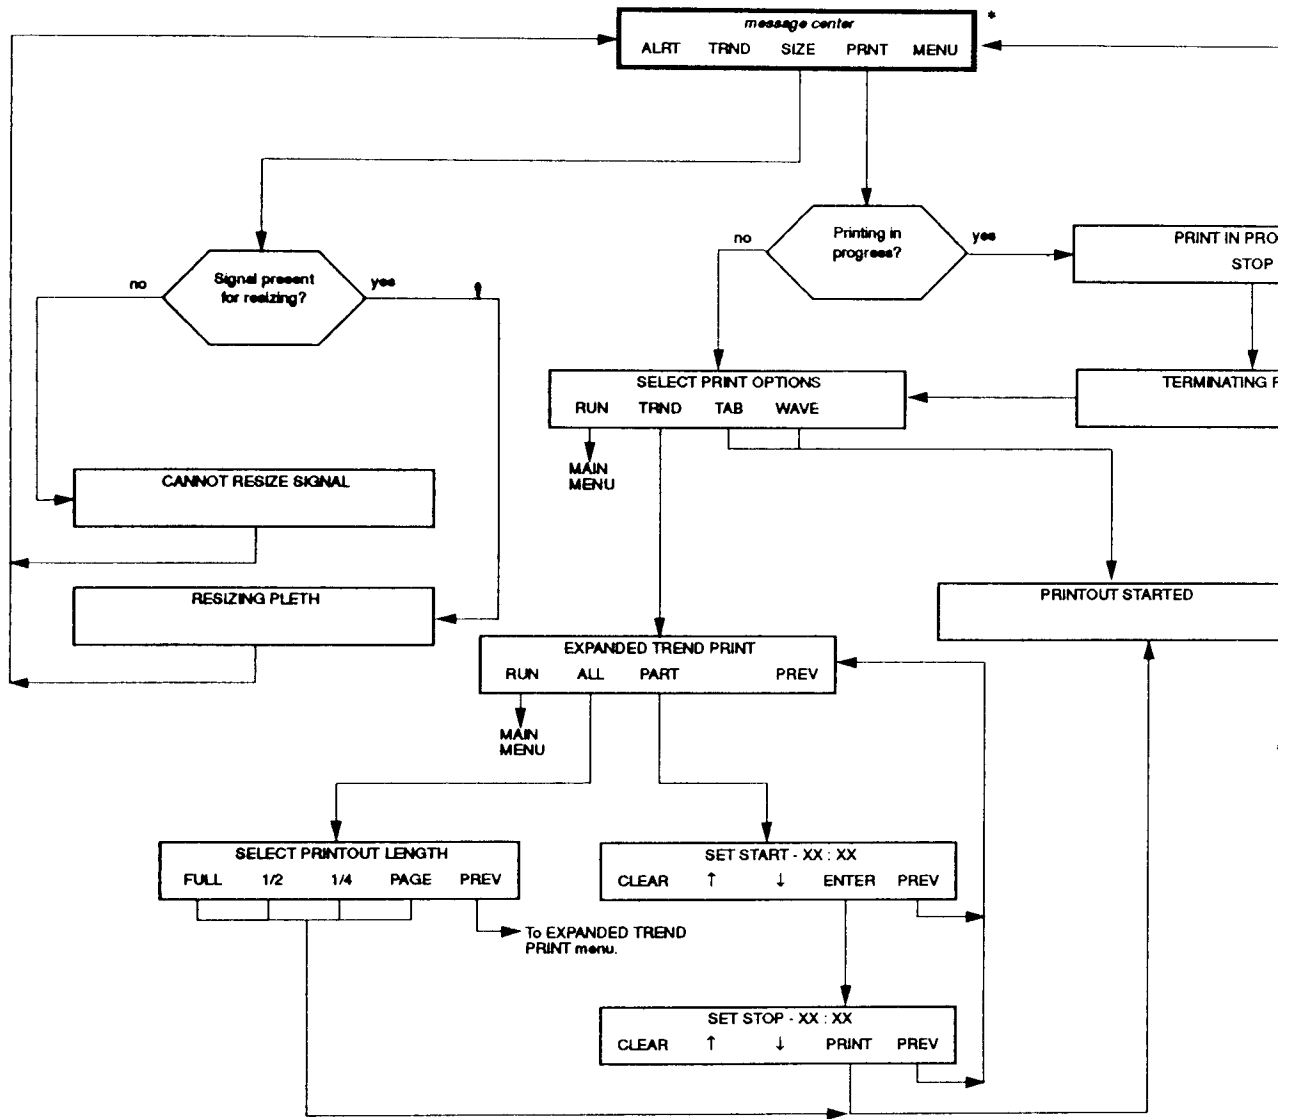 message center
*
ALRT TRND SIZE PRNT MENU
Printing in
progress?
no
yes
PRINT IN PRO
STOP
Signal present
for resizing?
no
yes
SELECT PRINT OPTIONS
RUN TRND TAB WAVE
TERMINATING P
MAIN
MENU
CANNOT RESIZE SIGNAL
RESIZING PLETH
PRINTOUT STARTED
EXPANDED TREND PRINT
RUN ALL PART PREV
MAIN
MENU
SELECT PRINTOUT LENGTH
FULL 1/2 1/4 PAGE PREV
SET START - XX : XX
CLEAR ↑ ↓ ENTER PREV
To EXPANDED TREND
PRINT menu.
SET STOP - XX : XX
CLEAR ↑ ↓ PRINT PREV